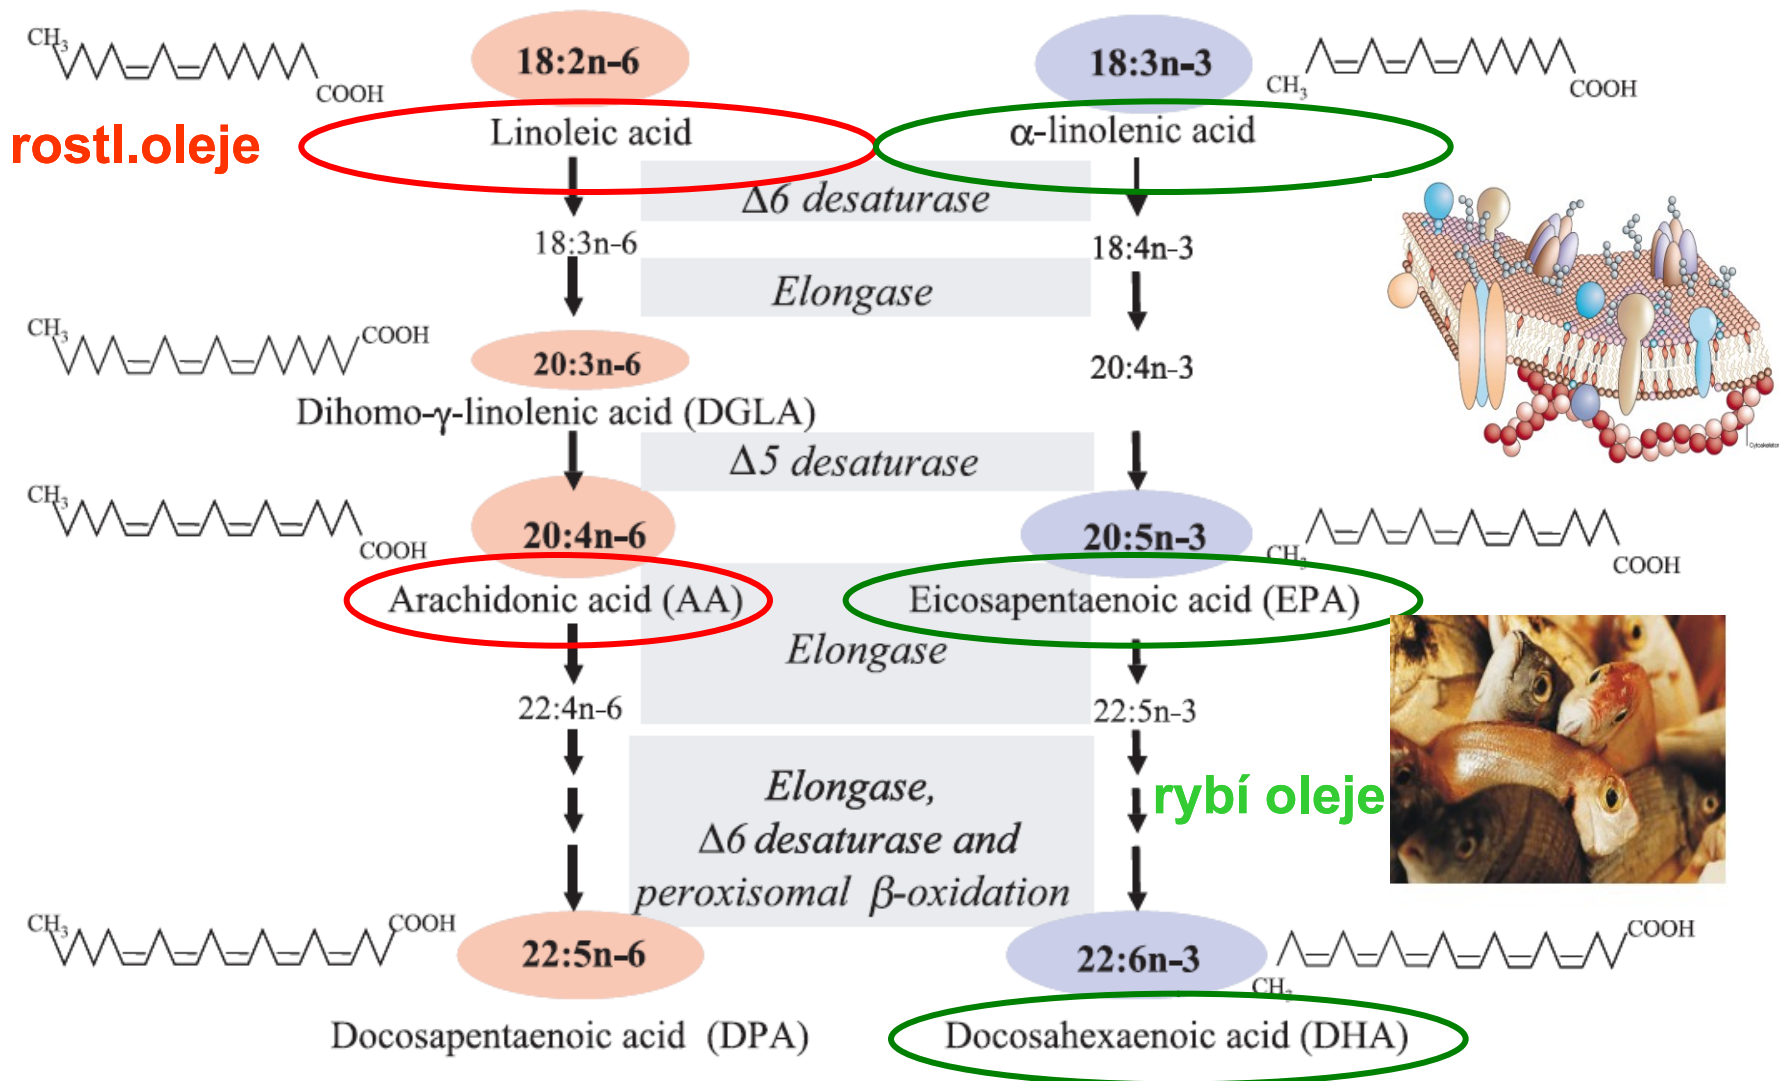 CH3
COOH
18:2n-6
18:3n-3
CH3
COOH
rostl.oleje
Linoleic acid
α-linolenic acid
Δ6 desaturase
18:3n-6
18:4n-3
Elongase
CH3
COOH
20:3n-6
20:4n-3
Dihomo-γ-linolenic acid (DGLA)
Δ5 desaturase
Cytoskeleton
CH3
COOH
20:4n-6
20:5n-3
CH3
COOH
Arachidonic acid (AA)
Eicosapentaenoic acid (EPA)
Elongase
22:4n-6
22:5n-3
Elongase,
Δ6 desaturase and
peroxisomal β-oxidation
rybí oleje
CH3
COOH
22:5n-6
22:6n-3
CH3
COOH
Docosapentaenoic acid (DPA)
Docosahexaenoic acid (DHA)